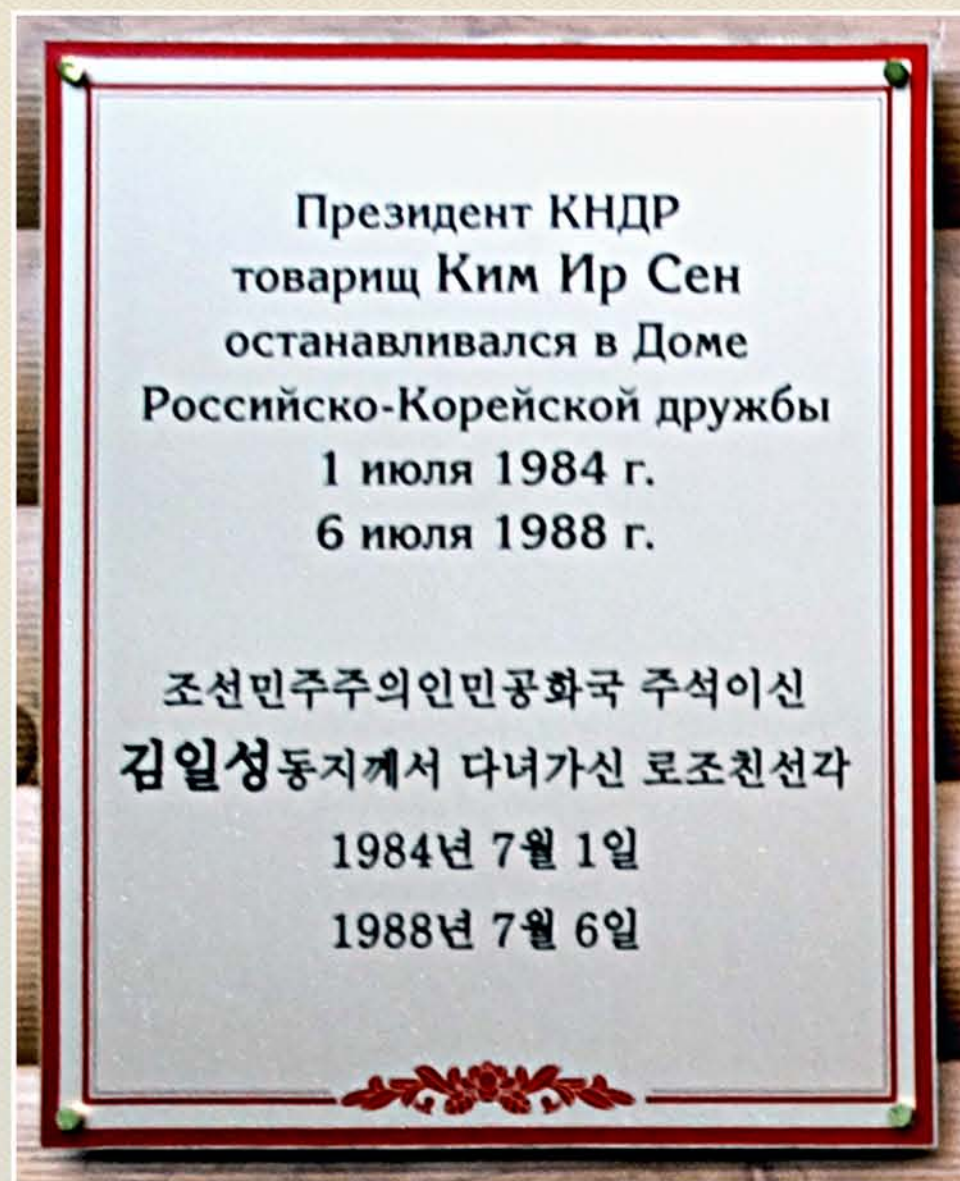 Президент КНДР
товарищ Ким Ир Сен
останавливался в Доме
Российско-Корейской дружбы
1 июля 1984 г.
6 июля 1988 г.
조선민주주의인민공화국 주석이신
김일성동지께서 다녀가신 로조친선각
1984년 7월 1일
1988년 7월 6일